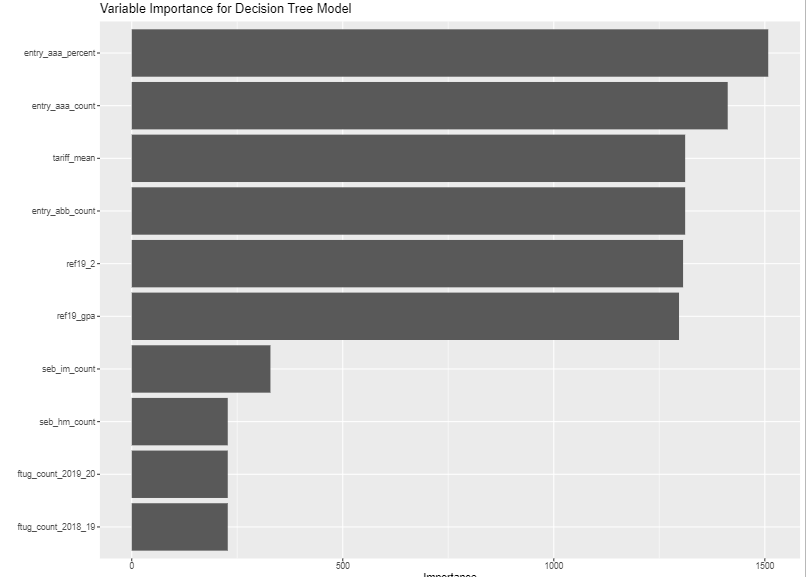 Variable Importance for Decision Tree Model
entry_aaa_percent
entry_aaa_count
tariff_mean
entry_abb_count
ref19_2
ref19_gpa
seb_im_count
seb_hm_count
ftug_count_2019_20
ftug_count_2018_19
0 500 1000 1500
Importance